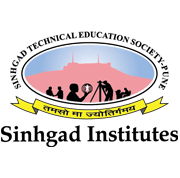 SINHGAD TECHNICAL EDUCATION SOCIETY-PUNE
तमसो मा ज्योतिर्गमय
Sinhgad Institutes